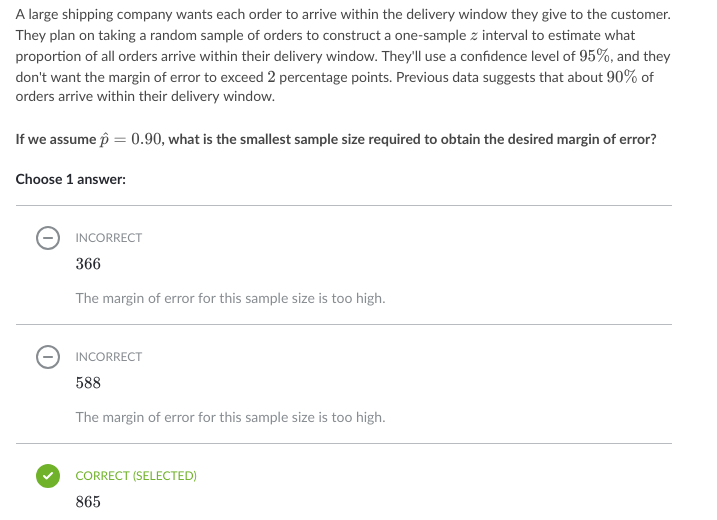 A large shipping company wants each order to arrive within the delivery window they give to the customer.
They plan on taking a random sample of orders to construct a one-sample z interval to estimate what
proportion of all orders arrive within their delivery window. They'll use a confidence level of 95%, and they
don't want the margin of error to exceed 2 percentage points. Previous data suggests that about 90% of
orders arrive within their delivery window.
If we assume p̂ = 0.90, what is the smallest sample size required to obtain the desired margin of error?
Choose 1 answer:
INCORRECT
366
The margin of error for this sample size is too high.
INCORRECT
588
The margin of error for this sample size is too high.
CORRECT (SELECTED)
865